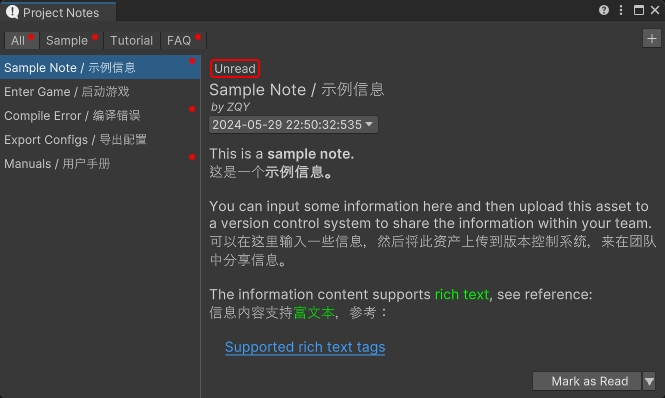 Project Notes
All
Sample
Tutorial
FAQ
Sample Note / 示例信息
Enter Game / 启动游戏
Compile Error / 编译错误
Export Configs / 导出配置
Manuals / 用户手册
Unread
Sample Note / 示例信息
by ZQY
2024-05-29 22:50:32:535
This is a sample note.
这是一个示例信息。
You can input some information here and then upload this asset to
a version control system to share the information within your team.
可以在这里输入一些信息，然后将此资产上传到版本控制系统，来在团队
中分享信息。
The information content supports rich text, see reference:
信息内容支持富文本，参考：
Supported rich text tags
Mark as Read